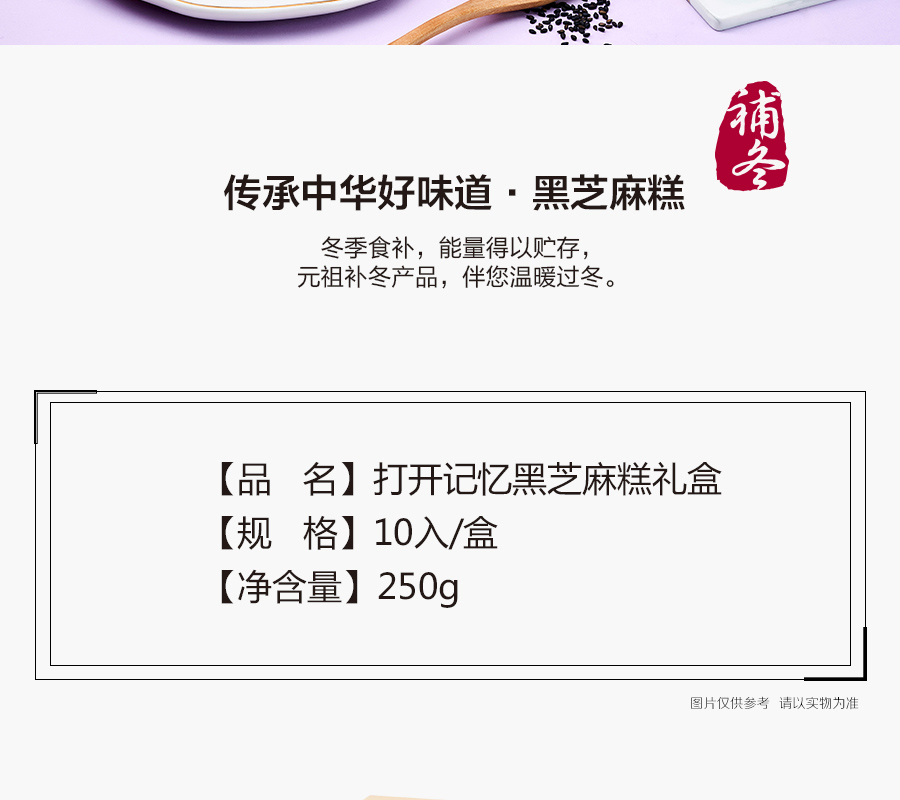 補冬
传承中华好味道·黑芝麻糕
冬季食补，能量得以贮存，
元祖补冬产品，伴您温暖过冬。
【品 名】打开记忆黑芝麻糕礼盒
【规 格】10入/盒
【净含量】250g
图片仅供参考 请以实物为准